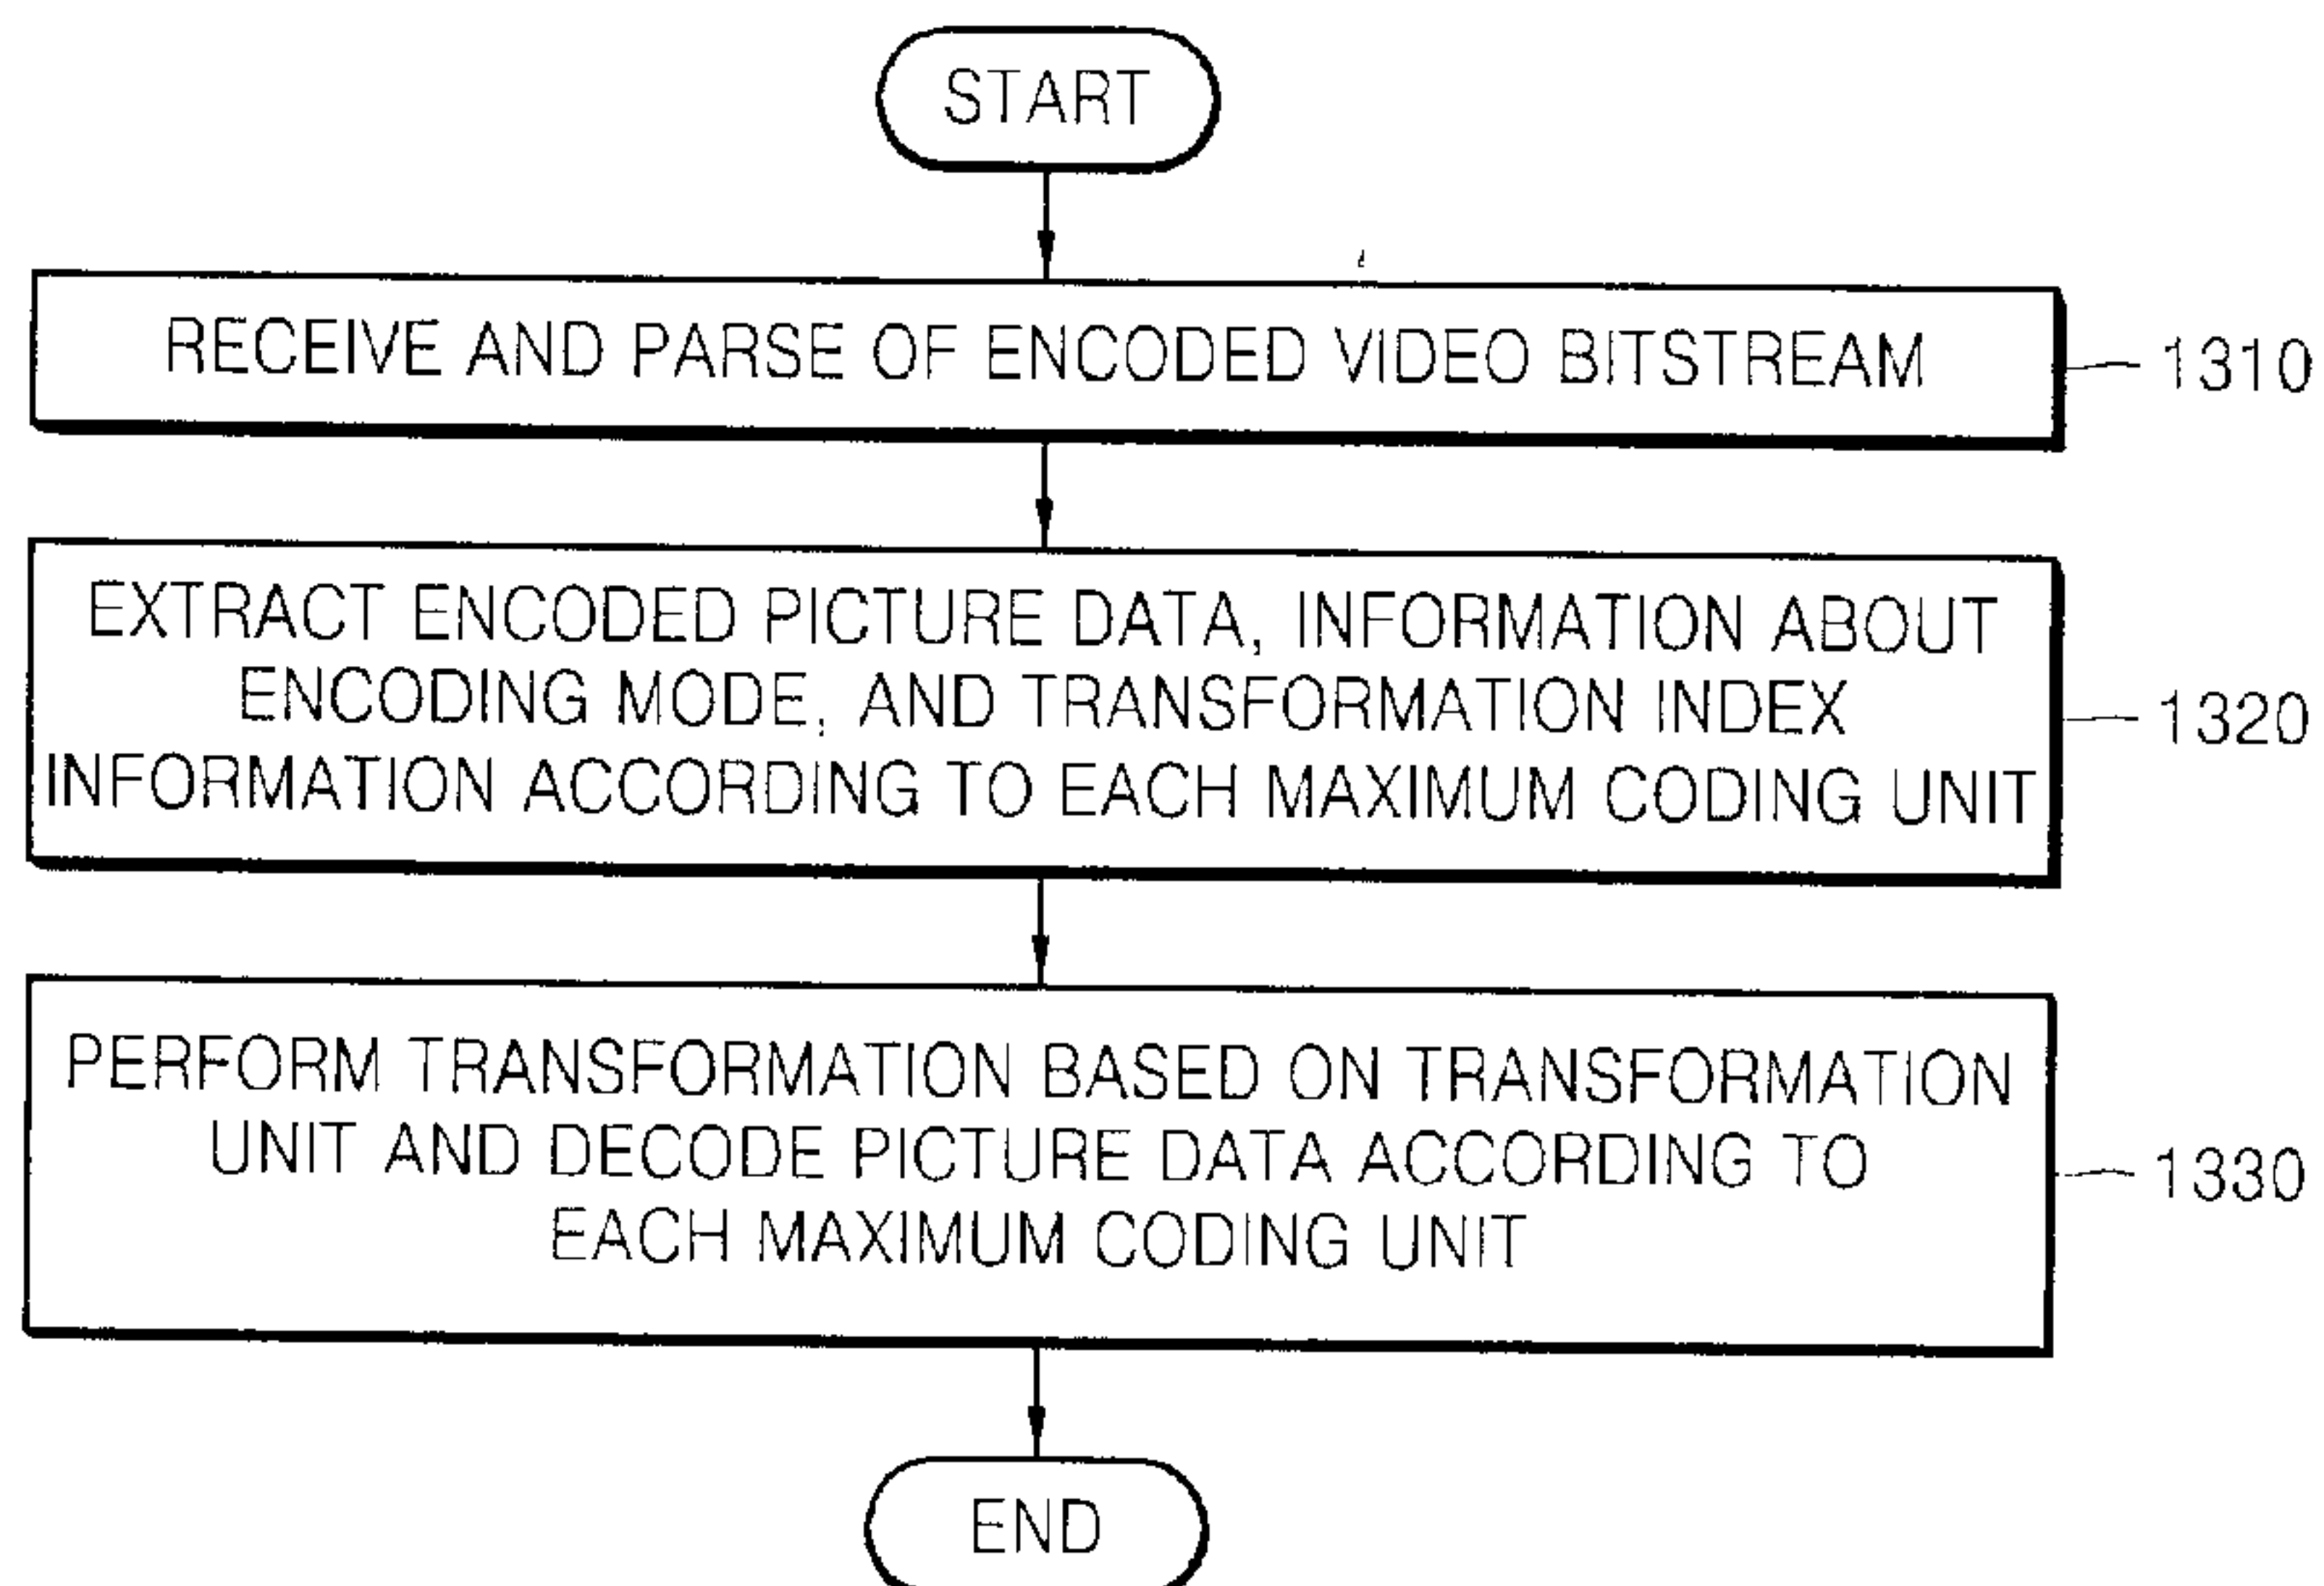 START
RECEIVE AND PARSE OF ENCODED VIDEO BITSTREAM
1310
EXTRACT ENCODED PICTURE DATA, INFORMATION ABOUT
ENCODING MODE, AND TRANSFORMATION INDEX
INFORMATION ACCORDING TO EACH MAXIMUM CODING UNIT
1320
PERFORM TRANSFORMATION BASED ON TRANSFORMATION
UNIT AND DECODE PICTURE DATA ACCORDING TO
EACH MAXIMUM CODING UNIT
1330
END